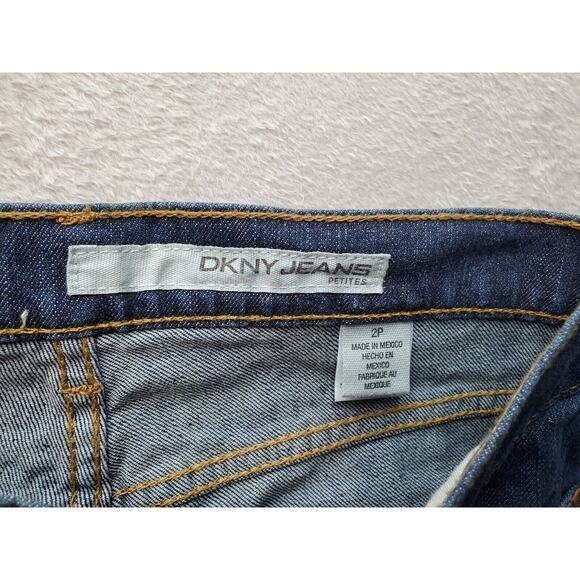 DKNY JEANS
PETITES
2P
MADE IN MEXICO
HECHO EN
MEXICO
FABRIQUE AU
MEXIQUE